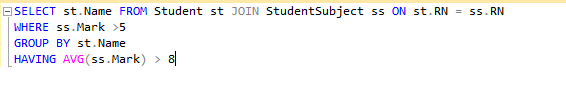 SELECT st.Name FROM Student st JOIN StudentSubject ss ON st.RN = ss.RN
WHERE ss.Mark >5
GROUP BY st.Name
HAVING AVG(ss.Mark) > 8